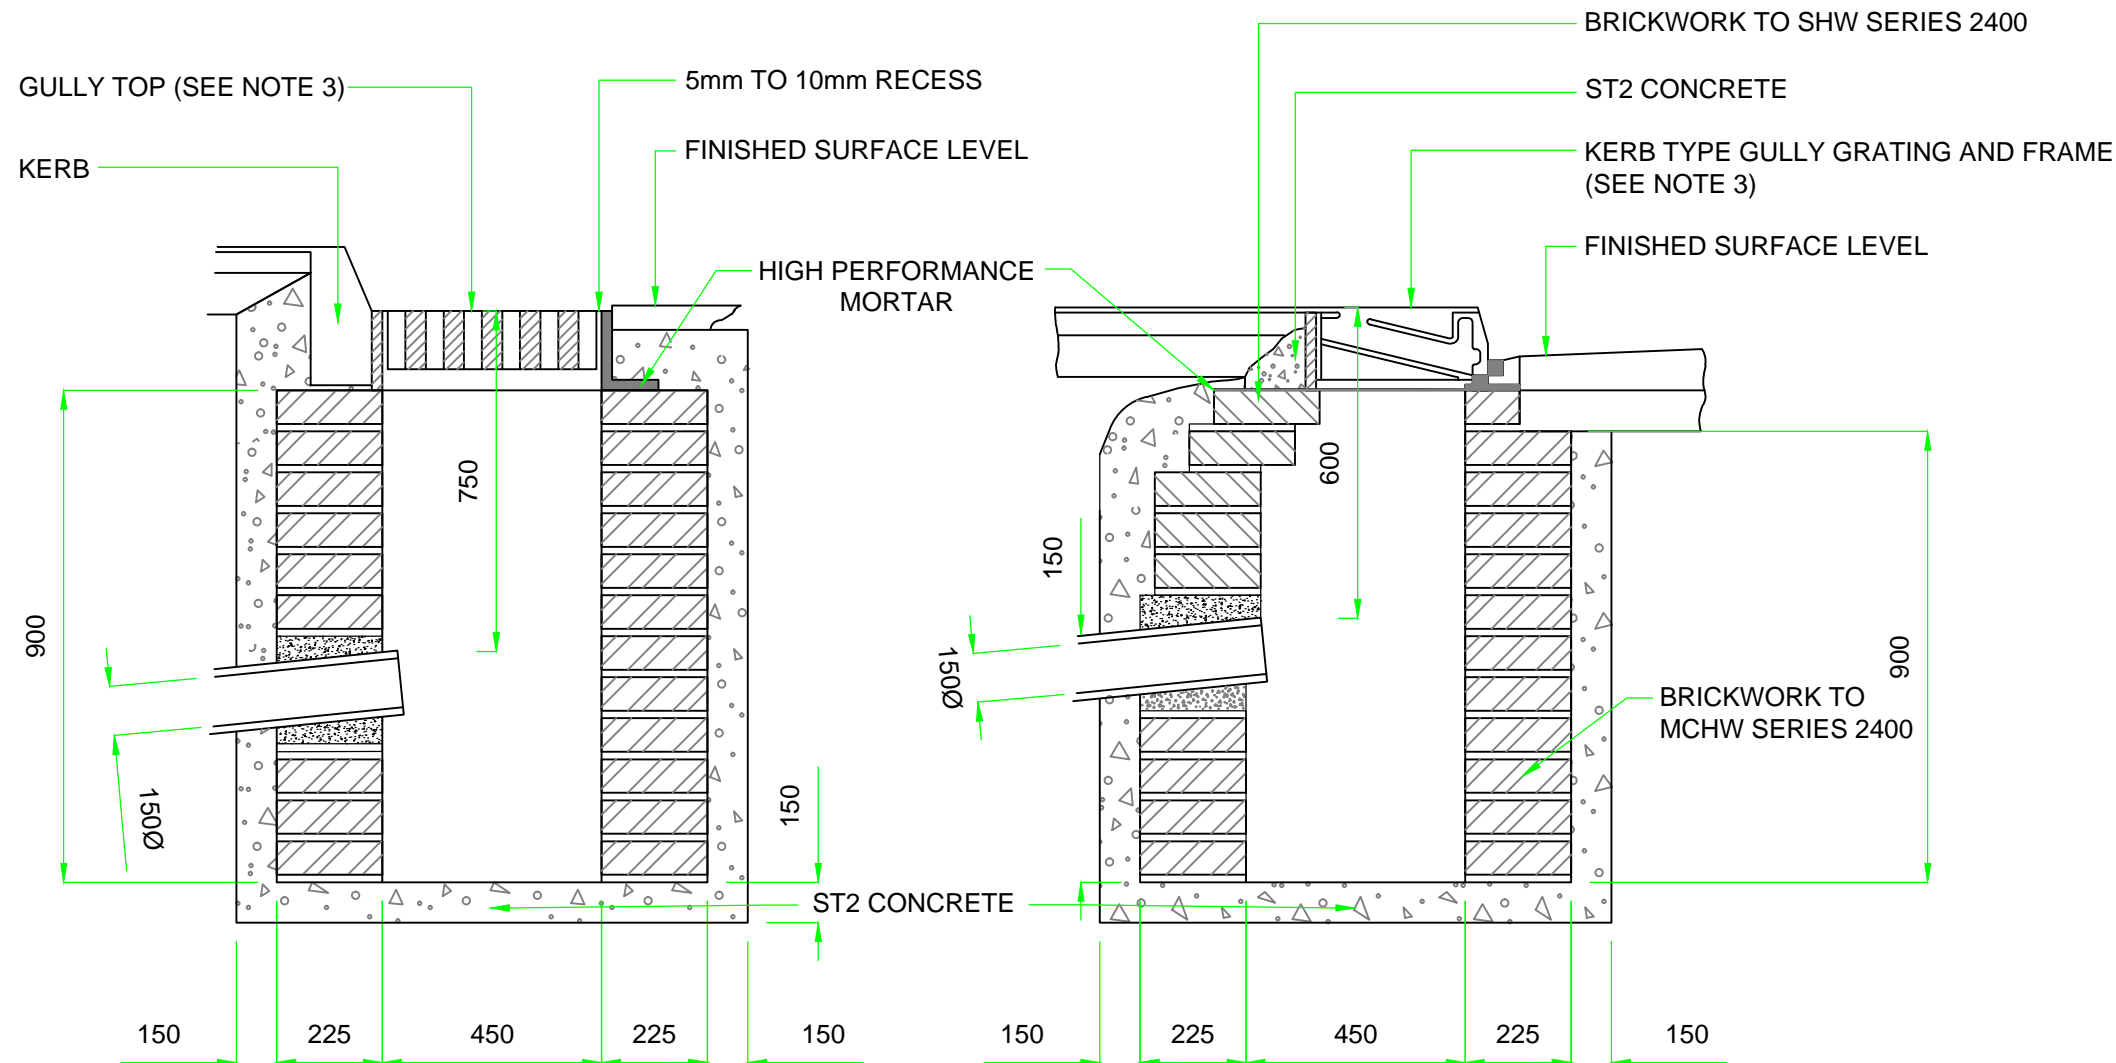 BRICKWORK TO SHW SERIES 2400
GULLY TOP (SEE NOTE 3)
5mm TO 10mm RECESS
ST2 CONCRETE
KERB
FINISHED SURFACE LEVEL
KERB TYPE GULLY GRATING AND FRAME
(SEE NOTE 3)
HIGH PERFORMANCE
MORTAR
FINISHED SURFACE LEVEL
750
600
150
900
150Ø
150Ø
900
BRICKWORK TO
MCHW SERIES 2400
150
ST2 CONCRETE
150
225
450
225
150
150
225
450
225
150